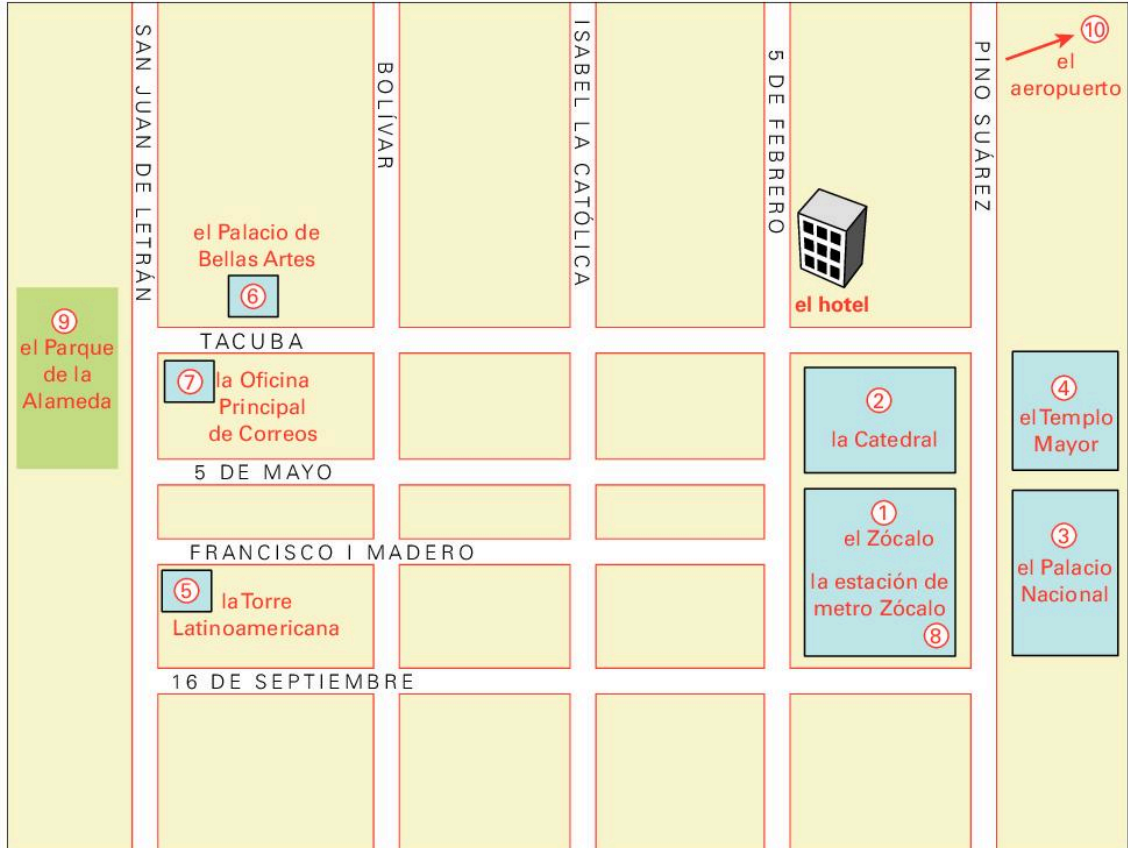 SAN JUAN DE LETRÁN
BOLÍVAR
ISABEL LA CATÓLICA
5 DE FEBRERO
PINO SUÁREZ
10
el
aeropuerto
el Palacio de
Bellas Artes
6
el hotel
9
el Parque
de la
Alameda
TACUBA
7 la Oficina
Principal
de Correos
2
la Catedral
4
el Templo
Mayor
5 DE MAYO
1
el Zócalo
la estación de
metro Zócalo
8
3
el Palacio
Nacional
FRANCISCO I MADERO
5 la Torre
Latinoamericana
16 DE SEPTIEMBRE